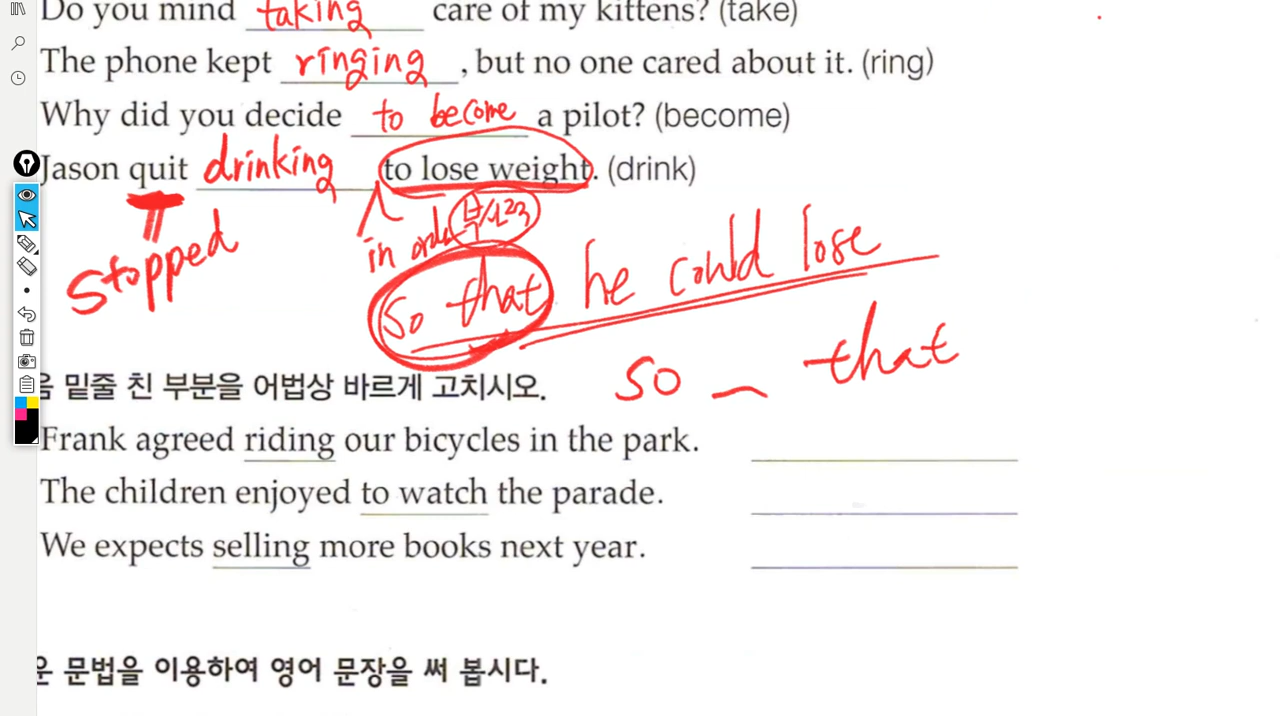 Do you mind taking care of my kittens? (take)
The phone kept ringing, but no one cared about it. (ring)
Why did you decide to become a pilot? (become)
Jason quit drinking to lose weight. (drink)
stopped
in order
so that he could lose
so ~ that
밑줄 친 부분을 어법상 바르게 고치시오.
Frank agreed riding our bicycles in the park.
The children enjoyed to watch the parade.
We expects selling more books next year.
문법을 이용하여 영어 문장을 써 봅시다.